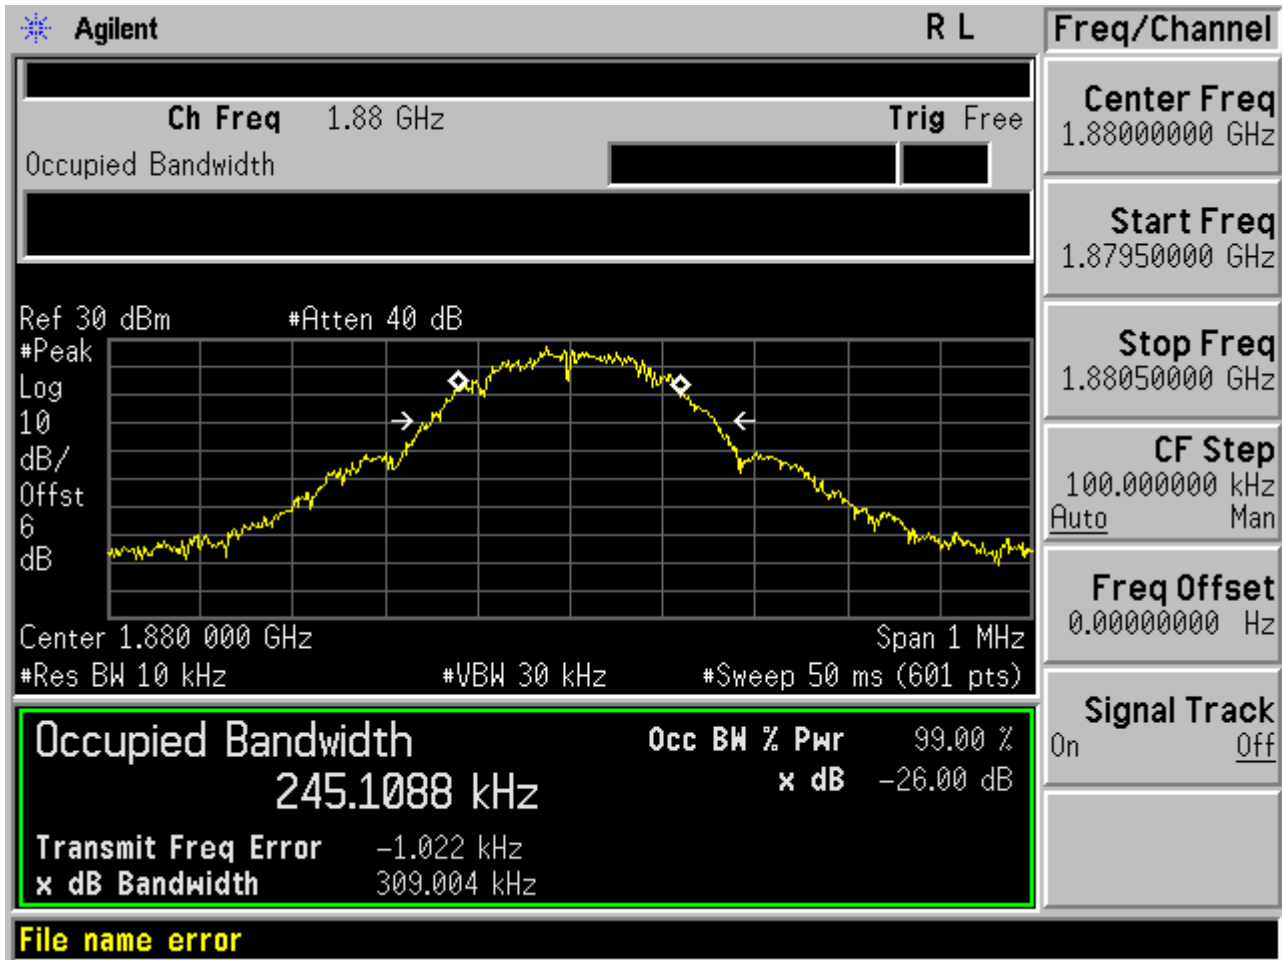 Agilent R L
Freq/Channel
Ch Freq 1.88 GHz Trig Free
Occupied Bandwidth
Center Freq
1.88000000 GHz
Start Freq
1.87950000 GHz
Stop Freq
1.88050000 GHz
CF Step
100.000000 kHz
Auto Man
Freq Offset
0.00000000 Hz
Signal Track
On Off
Ref 30 dBm #Atten 40 dB
#Peak
Log
10
dB/
Offst
6
dB
Center 1.880 000 GHz Span 1 MHz
#Res BW 10 kHz #VBW 30 kHz #Sweep 50 ms (601 pts)
Occupied Bandwidth
245.1088 kHz
Occ BW % Pwr 99.00 %
x dB -26.00 dB
Transmit Freq Error -1.022 kHz
x dB Bandwidth 309.004 kHz
File name error